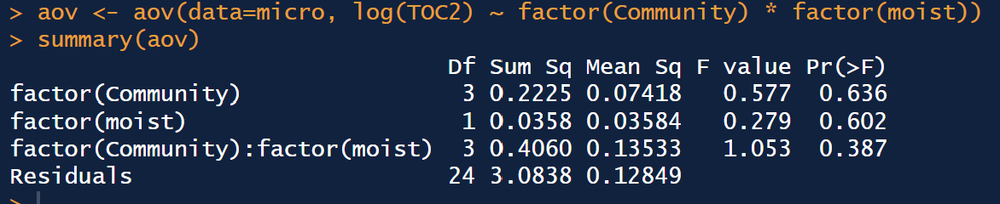 > aov <- aov(data=micro, log(TOC2) ~ factor(Community) * factor(moist))
> summary(aov)
                                Df Sum Sq Mean Sq F value Pr(>F)
factor(Community)                3 0.2225 0.07418   0.577  0.636
factor(moist)                    1 0.0358 0.03584   0.279  0.602
factor(Community):factor(moist)  3 0.4060 0.13533   1.053  0.387
Residuals                       24 3.0838 0.12849
>